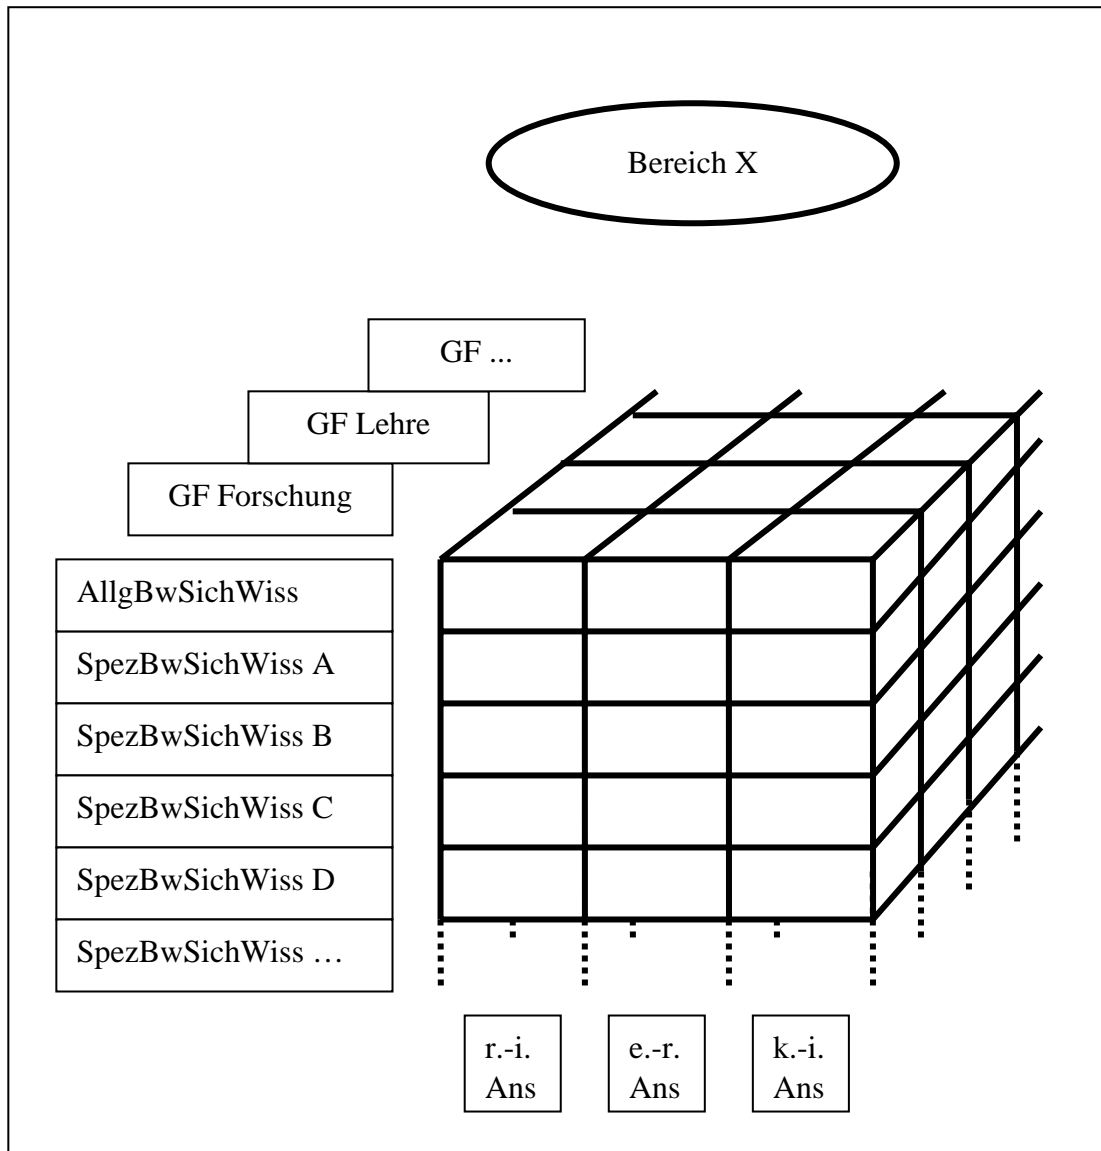 Bereich X
GF ...
GF Lehre
GF Forschung
AllgBwSichWiss
SpezBwSichWiss A
SpezBwSichWiss B
SpezBwSichWiss C
SpezBwSichWiss D
SpezBwSichWiss …
r.-i.
Ans
e.-r.
Ans
k.-i.
Ans